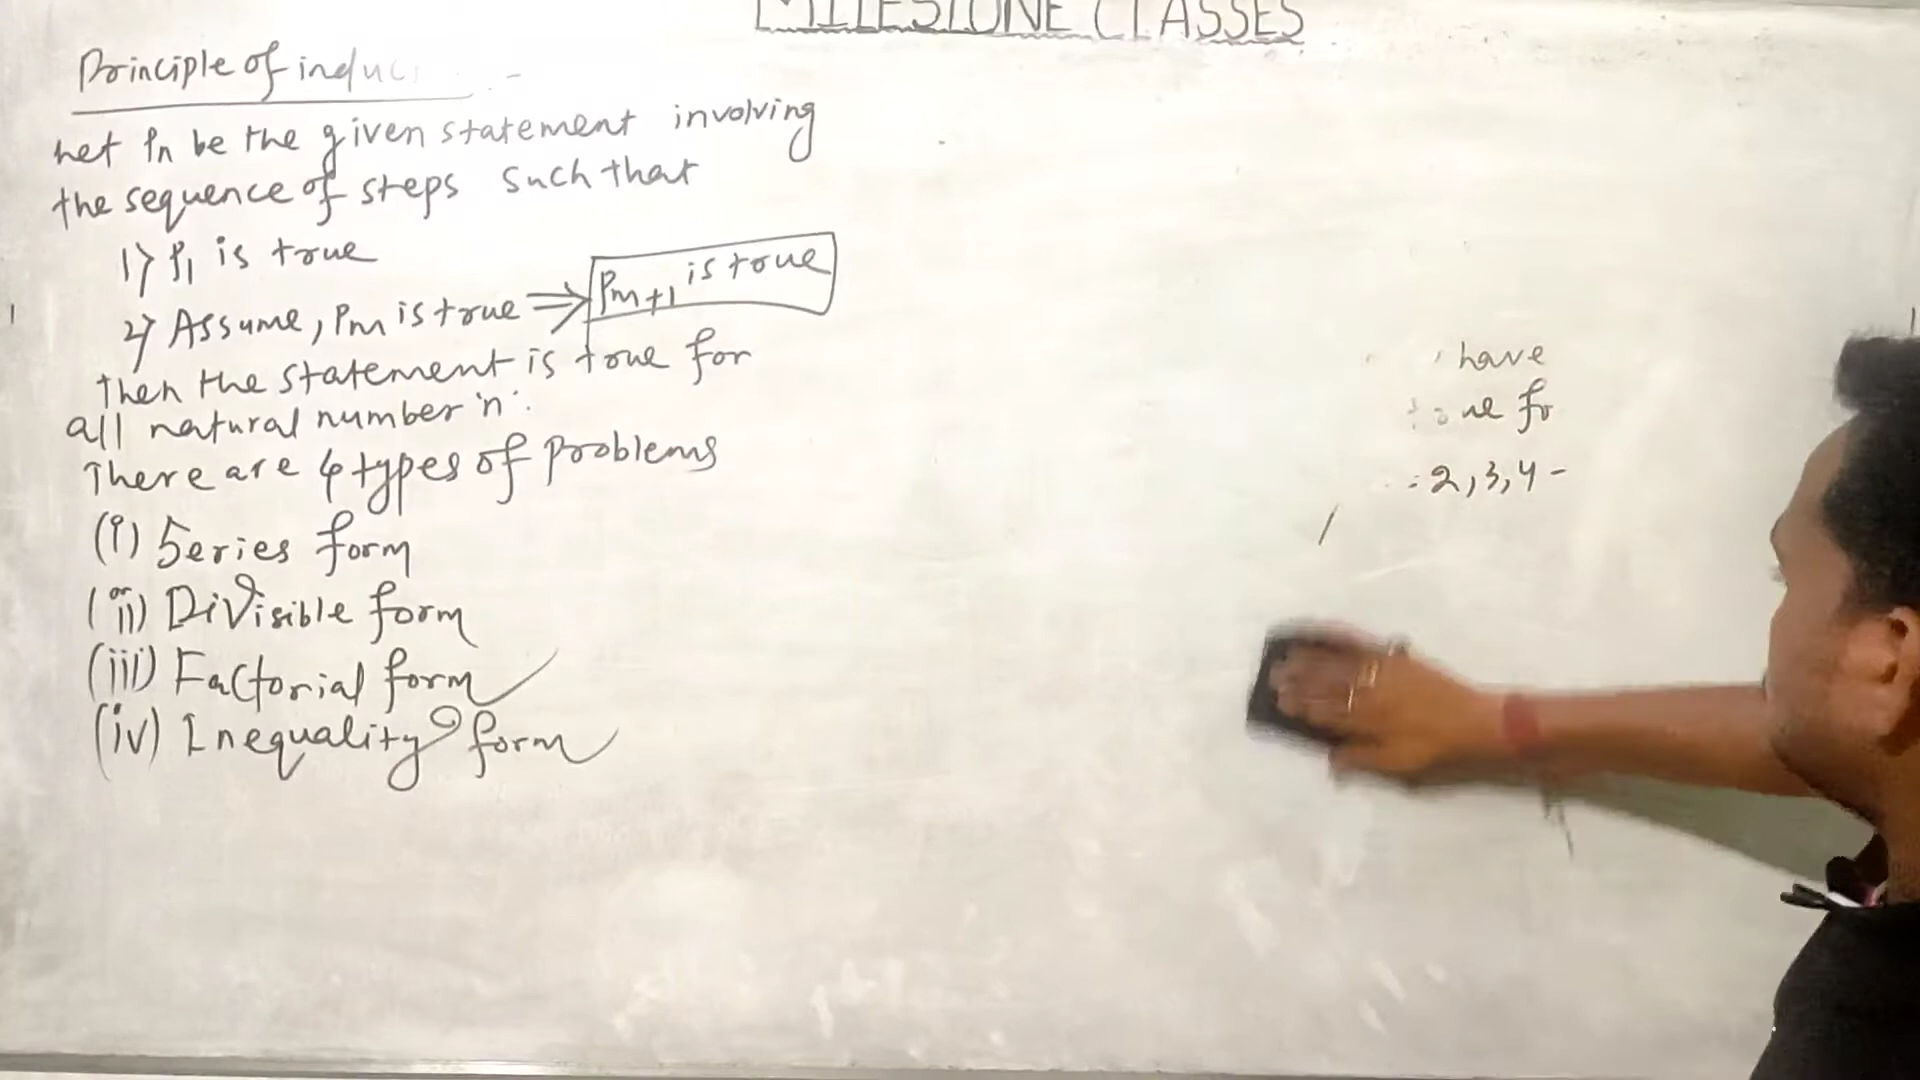 MILESTONE CLASSES
Principle of induc
Let Pn be the given statement involving
the sequence of steps such that
1) P1 is true
2) Assume, Pm is true ⇒ Pm+1 is true
Then the statement is true for
all natural number 'n'.
There are 4 types of problems
(i) Series form
(ii) Divisible form
(iii) Factorial form
(iv) Inequality form
have
fr
2,3,4 -